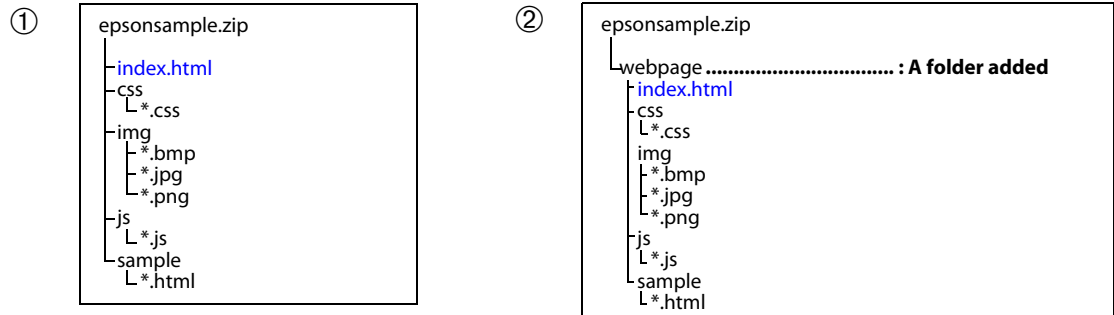 ①
epsonsample.zip
index.html
css
*.css
img
*.bmp
*.jpg
*.png
js
*.js
sample
*.html
②
epsonsample.zip
webpage .................................. : A folder added
index.html
css
*.css
img
*.bmp
*.jpg
*.png
js
*.js
sample
*.html